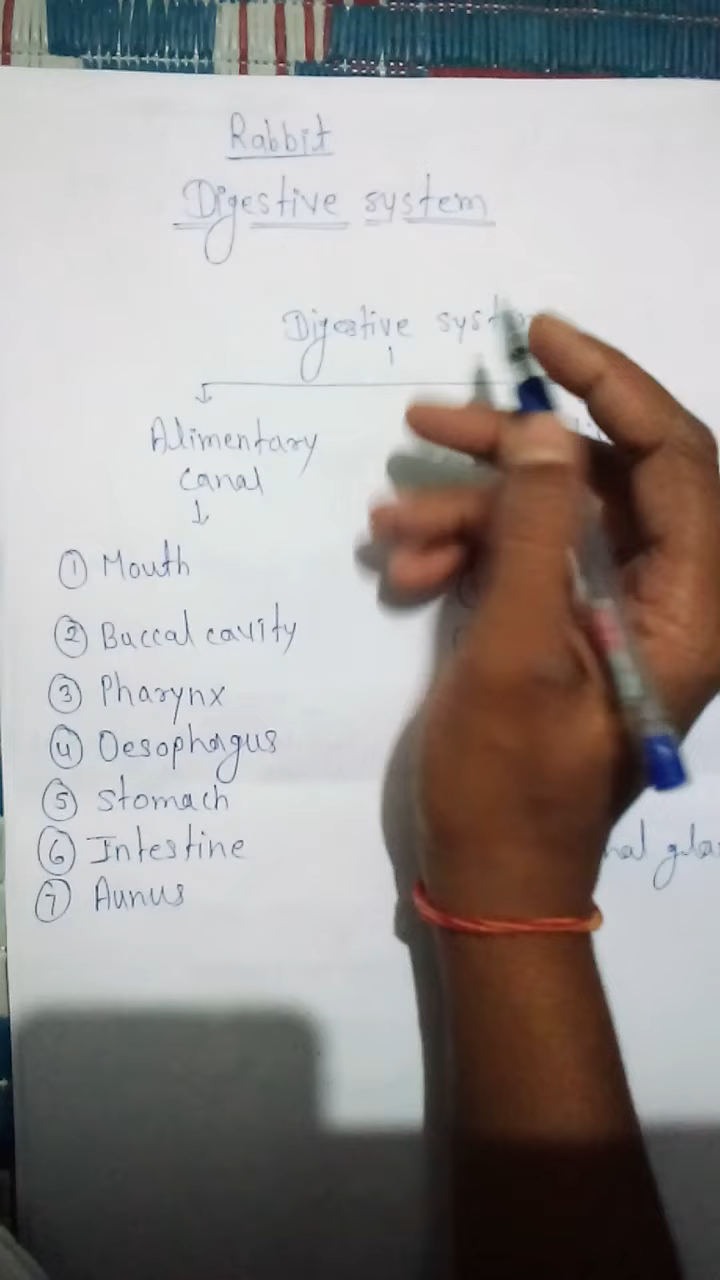 Rabbit
Digestive system
Digestive system
Alimentary
canal
① Mouth
② Buccal cavity
③ Pharynx
④ Oesophagus
⑤ Stomach
⑥ Intestine
⑦ Aunus